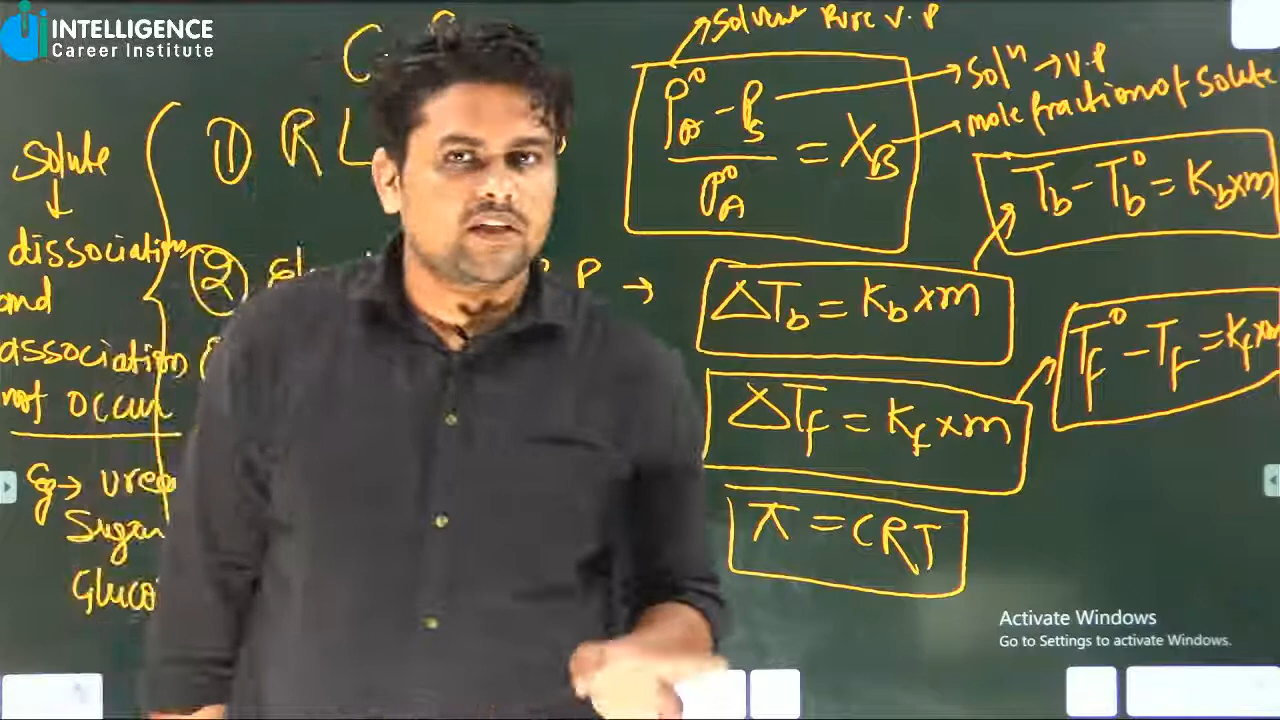 INTELLIGENCE
Career Institute
Solvent Pure V.P
P°A - Ps / P°A = XB
Solⁿ → V.P
mole fraction of Solute
① R L
Solute
↓
dissociation
and
association
not occur
Eg → urea
Sugar
②
P →
Tb - Tb° = Kb×m
ΔTb = Kb×m
ΔTf = Kf×m
Tf° - Tf = Kf×m
π = CRT
Activate Windows
Go to Settings to activate Windows.